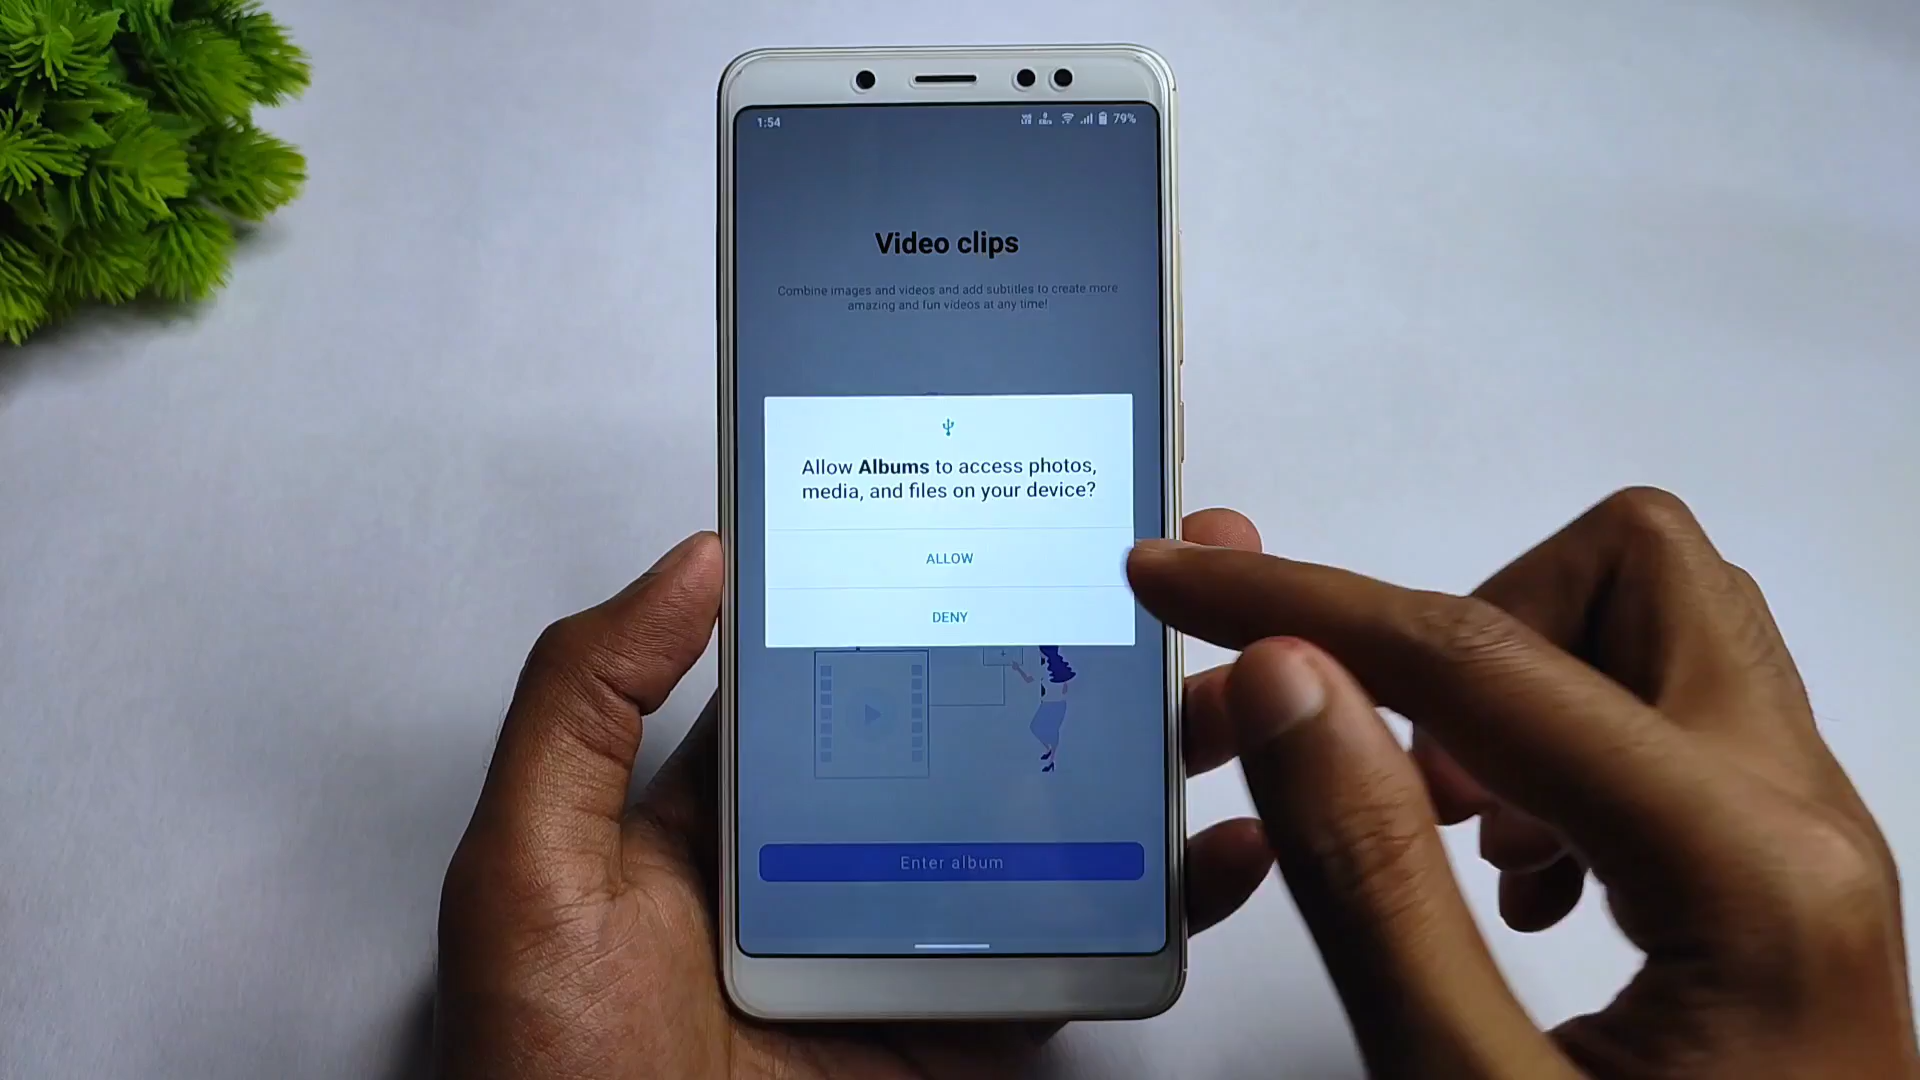 1:54
79%
Video clips
Combine images and videos and add subtitles to create more
amazing and fun videos at any time!
Allow Albums to access photos,
media, and files on your device?
ALLOW
DENY
Enter album